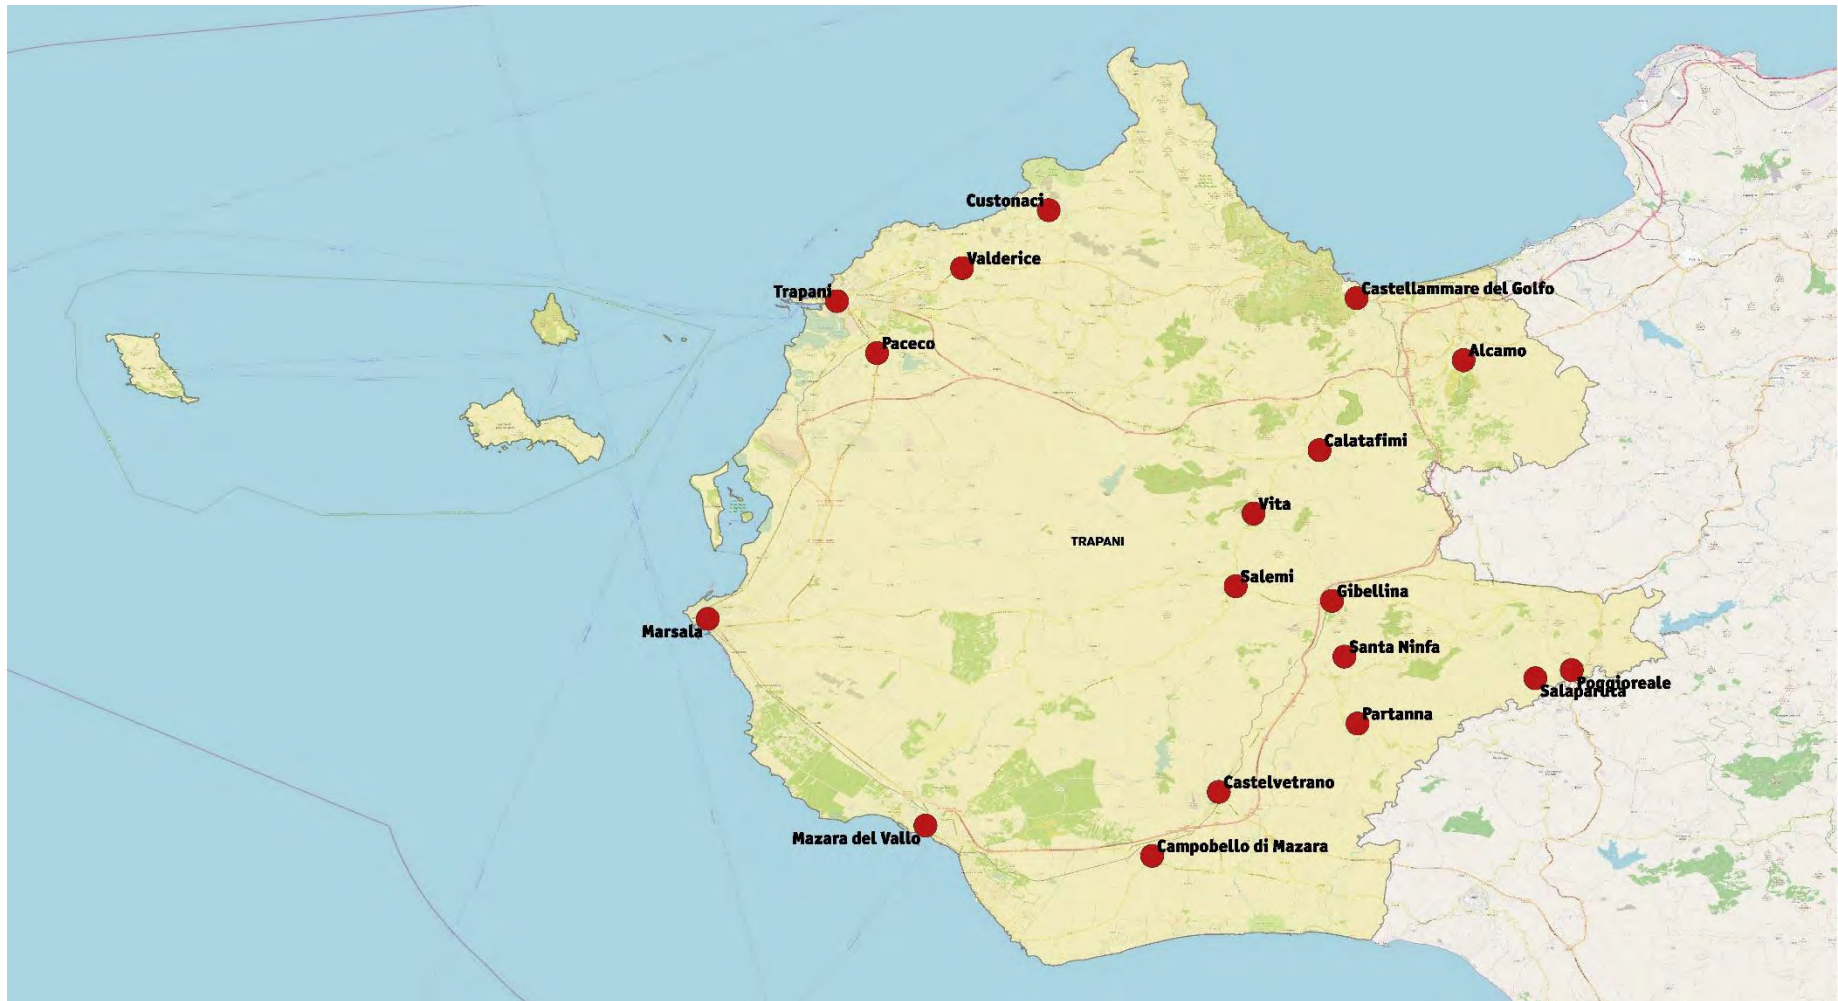 Custonaci
Valderice
Trapani
Castellammare del Golfo
Paceco
Alcamo
Calatafimi
Vita
TRAPANI
Salemi
Gibellina
Marsala
Santa Ninfa
Poggioreale
Salaparuta
Partanna
Castelvetrano
Mazara del Vallo
Campobello di Mazara